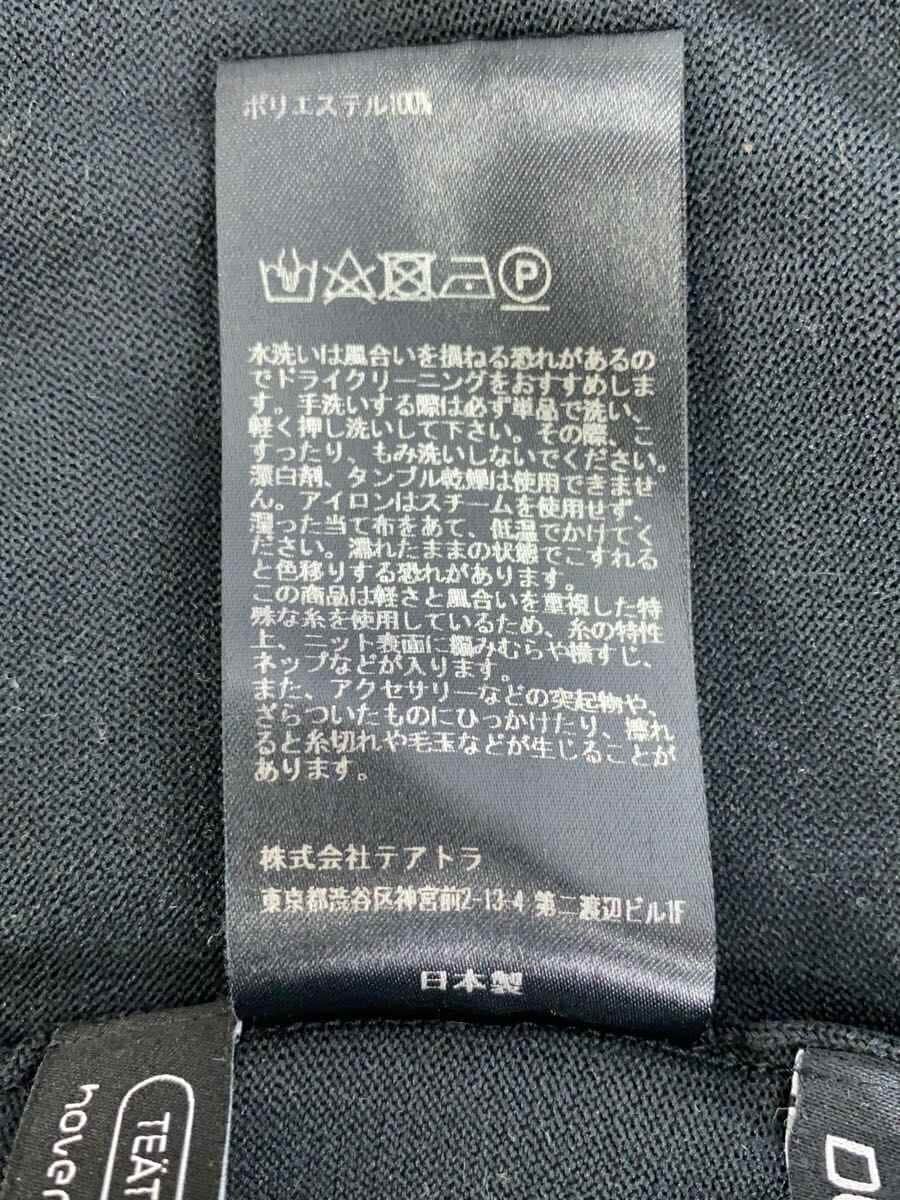 ポリエステル100%
P
水洗いは風合いを損ねる恐れがあるの
でドライクリーニングをおすすめしま
す。手洗いする際は必ず単品で洗い、
軽く押し洗いして下さい。その際、こ
すったり、もみ洗いしないでください。
漂白剤、タンブル乾燥は使用できませ
ん。アイロンはスチームを使用せず、
湿った当て布をあて、低温でかけてく
ださい。濡れたままの状態でこすれる
と色移りする恐れがあります。
この商品は軽さと風合いを重視した特
殊な糸を使用しているため、糸の特性
上、ニット表面に編みむらや横すじ、
ネップなどが入ります。
また、アクセサリーなどの突起物や、
ざらついたものにひっかけたり、擦れ
ると糸切れや毛玉などが生じることが
あります。
株式会社テアトラ
東京都渋谷区神宮前2-13-4 第二渡辺ビル1F
日本製
TEÄT
hover